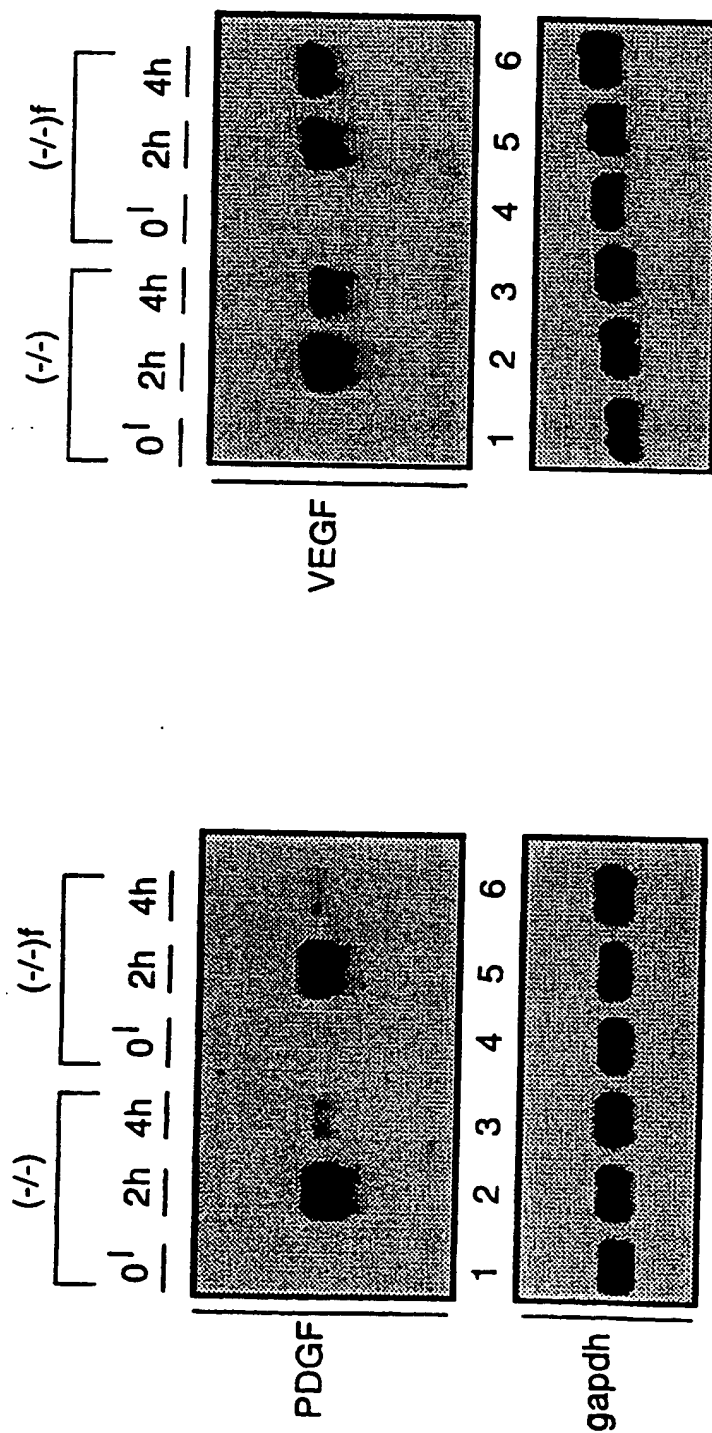 (-/-) (-/-)f
0' 2h 4h 0' 2h 4h
PDGF
1 2 3 4 5 6
gapdh
(-/-) (-/-)f
0' 2h 4h 0' 2h 4h
VEGF
1 2 3 4 5 6